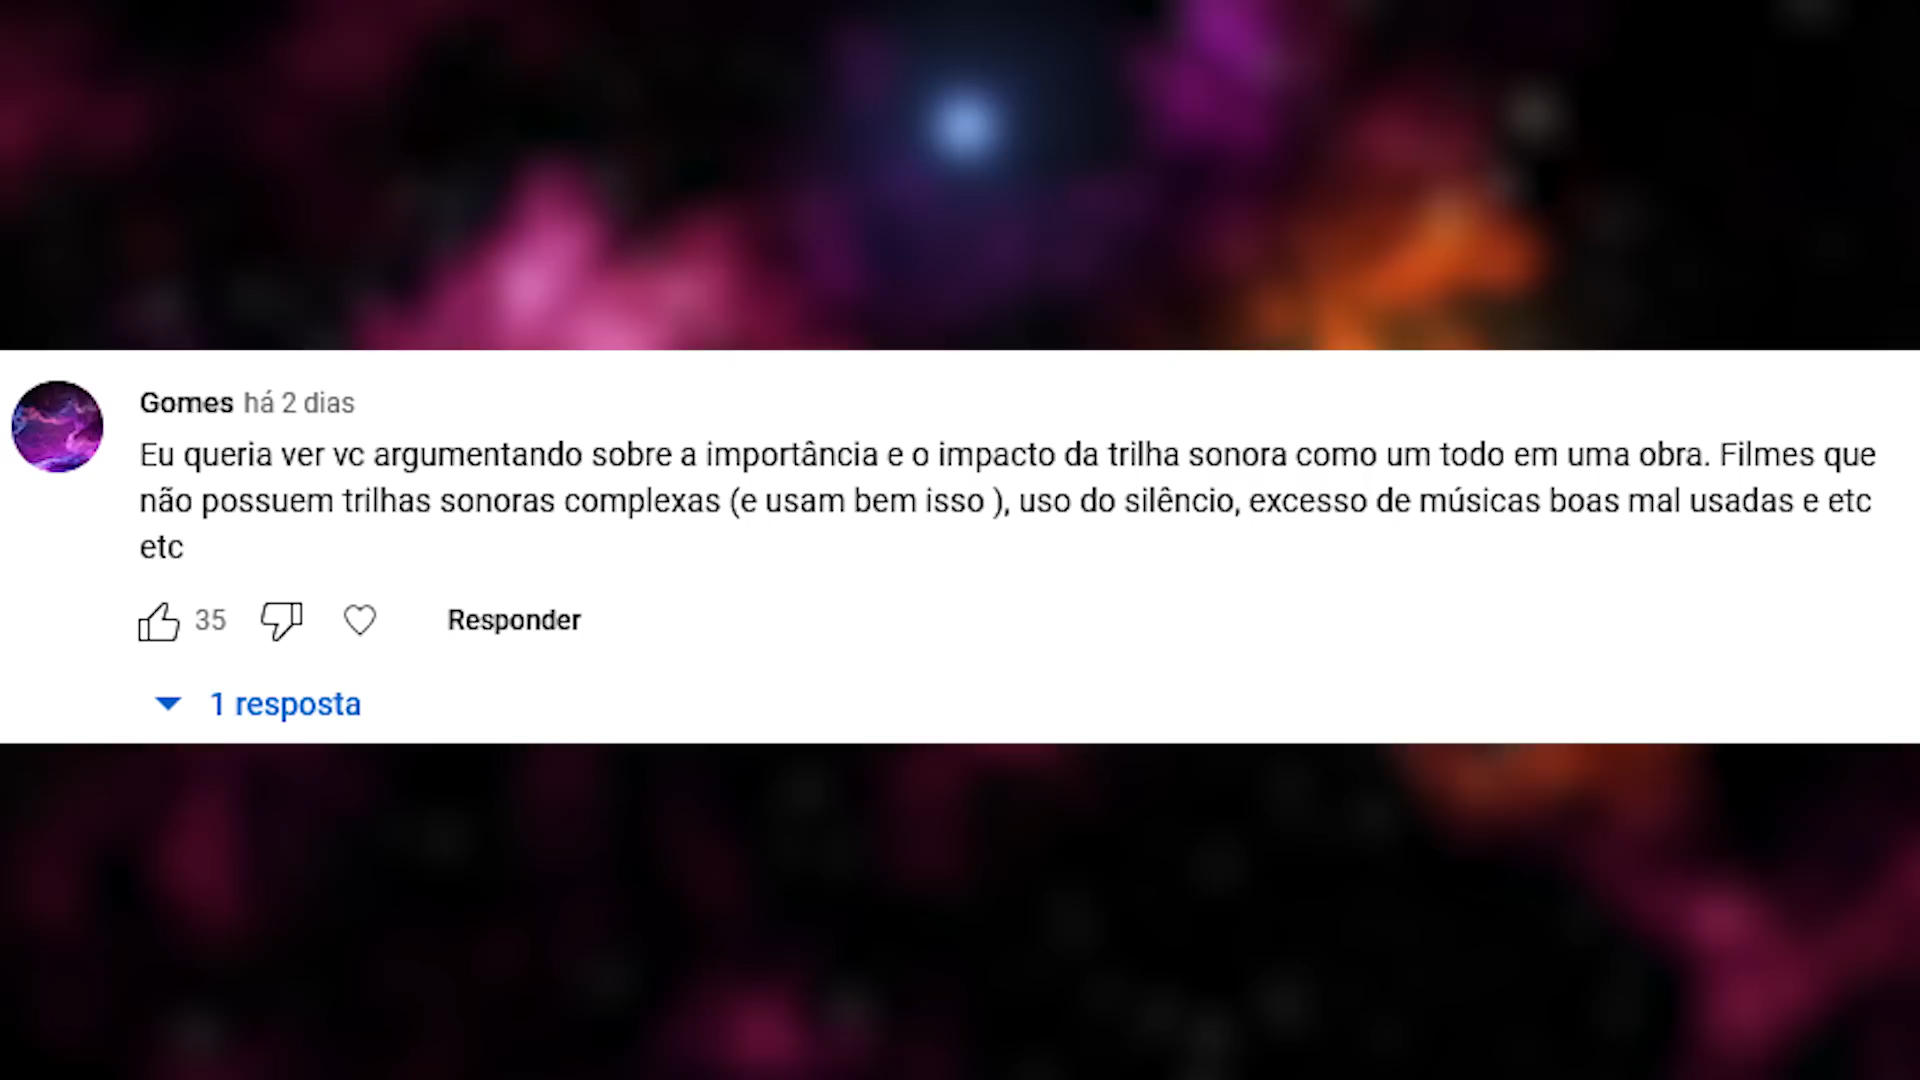 Gomes há 2 dias
Eu queria ver vc argumentando sobre a importância e o impacto da trilha sonora como um todo em uma obra. Filmes que
não possuem trilhas sonoras complexas (e usam bem isso ), uso do silêncio, excesso de músicas boas mal usadas e etc
etc
35 Responder
1 resposta